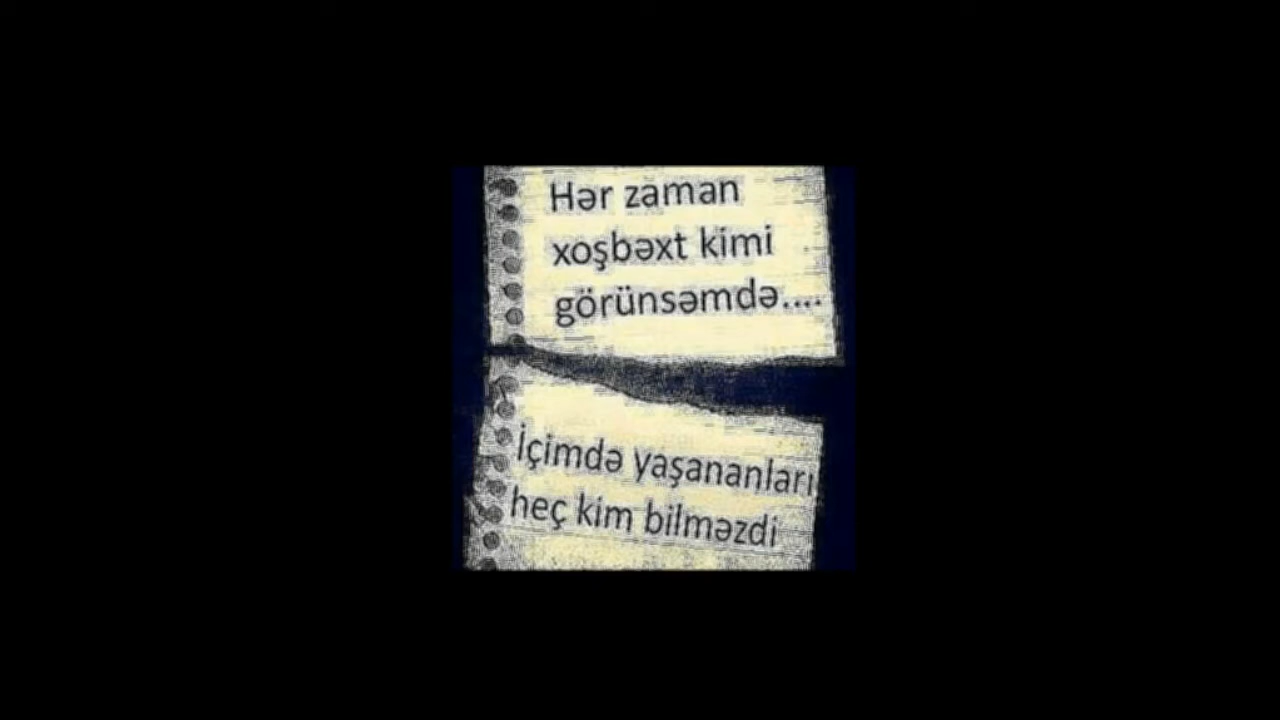 Hər zaman
xoşbəxt kimi
görünsəmdə....
İçimdə yaşananları
heç kim bilməzdi